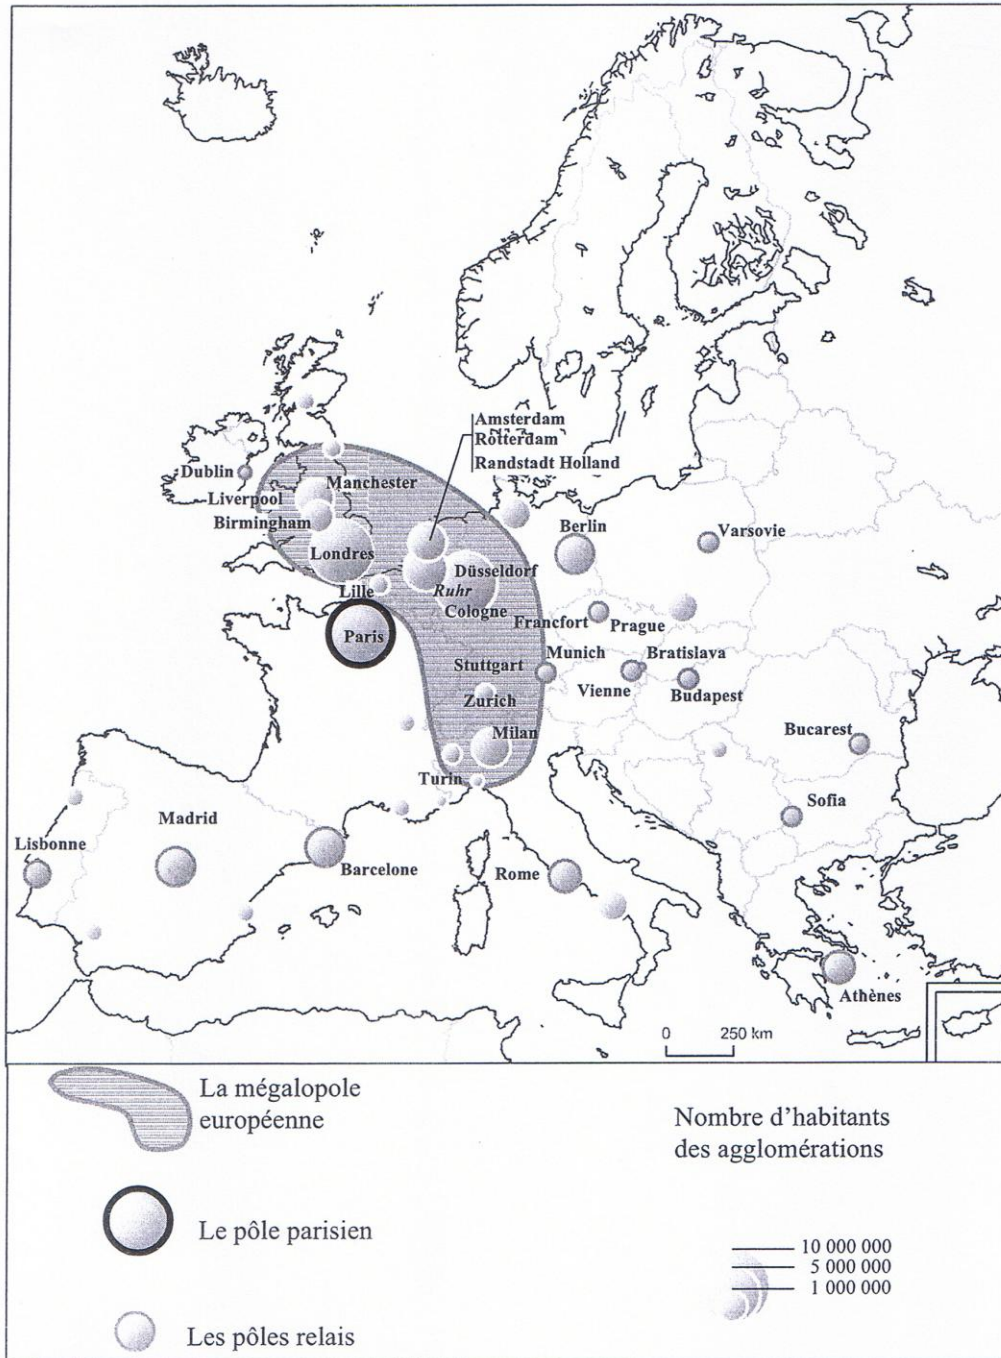 Amsterdam
Rotterdam
Randstadt Holland
Dublin
Manchester
Liverpool
Birmingham
Berlin
Varsovie
Londres
Düsseldorf
Lille
Ruhr
Cologne
Francfort
Prague
Paris
Stuttgart
Munich
Bratislava
Vienne
Budapest
Zurich
Milan
Bucarest
Turin
Sofia
Madrid
Lisbonne
Barcelone
Rome
Athènes
0 250 km
La mégalopole
européenne
Le pôle parisien
Les pôles relais
Nombre d'habitants
des agglomérations
10 000 000
5 000 000
1 000 000